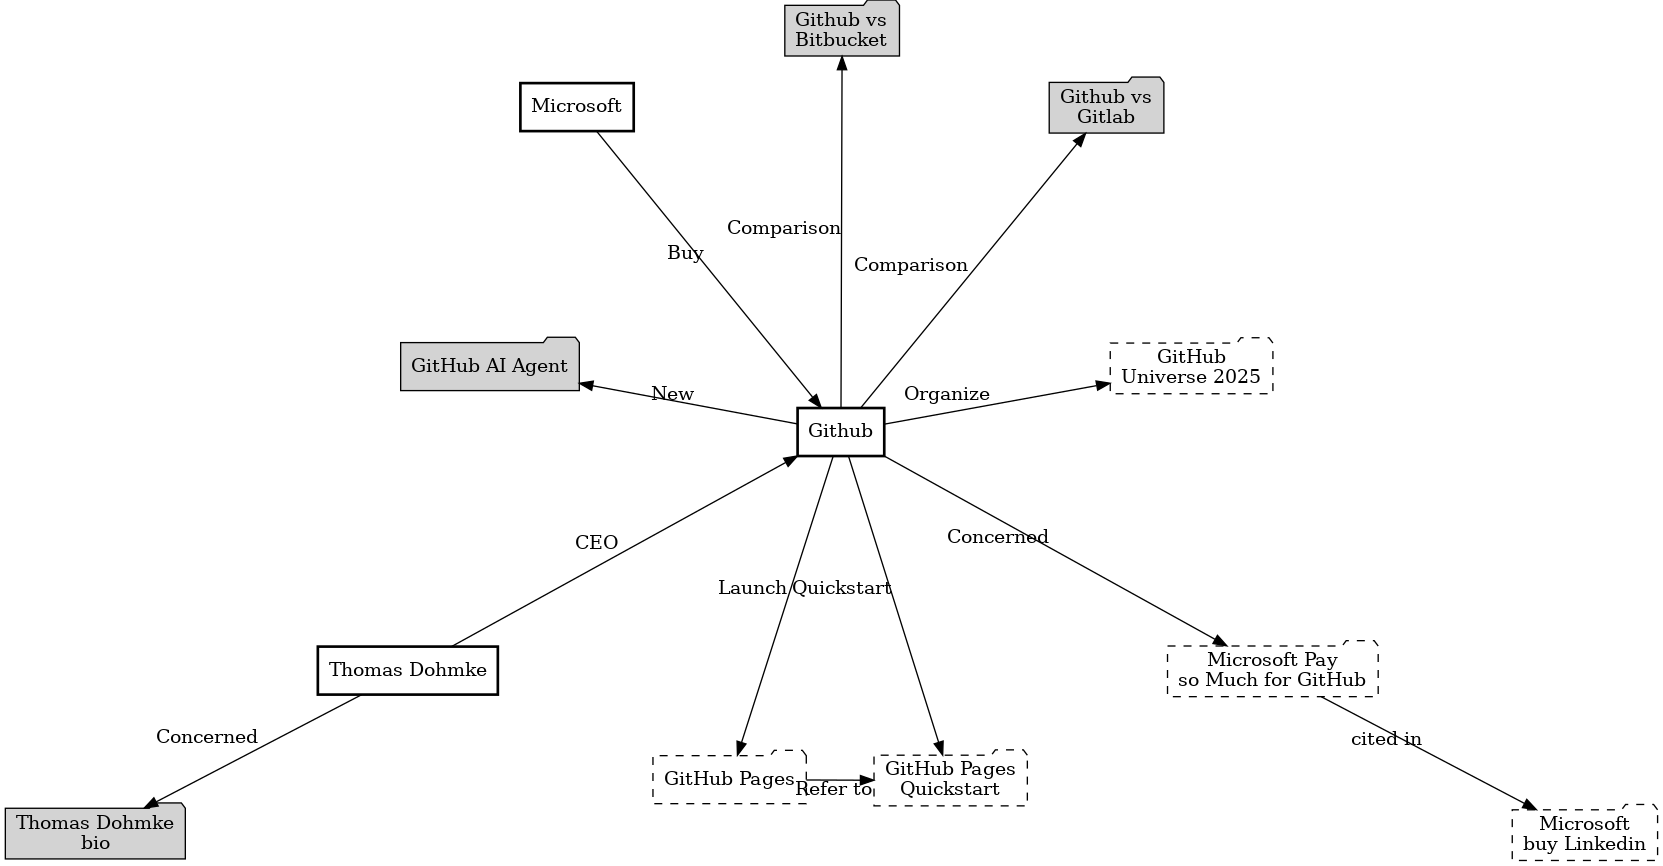 Github vs
Bitbucket
Microsoft
Github vs
Gitlab
Comparison
Buy
Comparison
GitHub AI Agent
GitHub
Universe 2025
New
Organize
Github
CEO
Concerned
Launch
Quickstart
Thomas Dohmke
Microsoft Pay
so Much for GitHub
Concerned
cited in
GitHub Pages
Refer to
GitHub Pages
Quickstart
Thomas Dohmke
bio
Microsoft
buy Linkedin